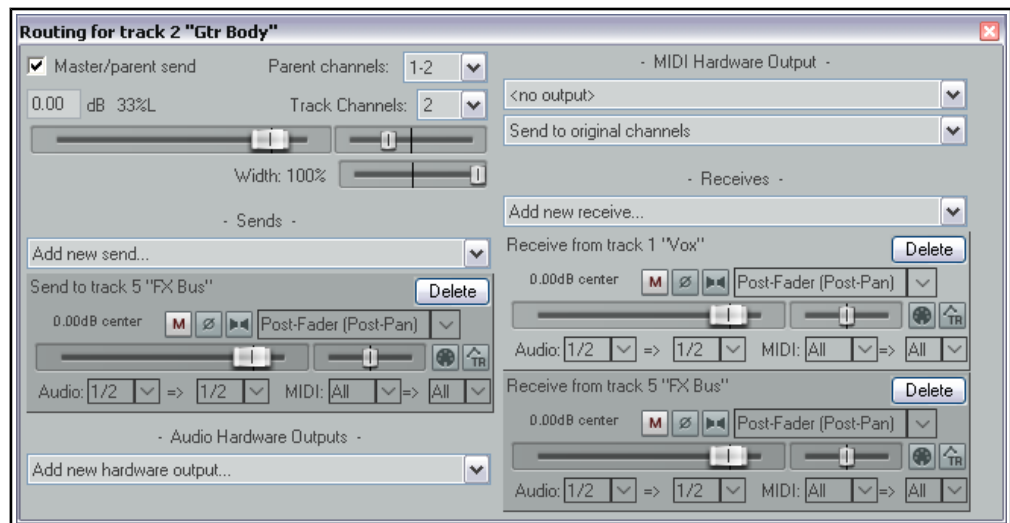 Routing for track 2 "Gtr Body"
Master/parent send Parent channels: 1-2
0.00 dB 33%L Track Channels: 2
Width: 100%
- Sends -
Add new send...
Send to track 5 "FX Bus" Delete
0.00dB center M Ø Post-Fader (Post-Pan)
TR
Audio: 1/2 => 1/2 MIDI: All => All
- Audio Hardware Outputs -
Add new hardware output...
- MIDI Hardware Output -
<no output>
Send to original channels
- Receives -
Add new receive...
Receive from track 1 "Vox" Delete
0.00dB center M Ø Post-Fader (Post-Pan)
TR
Audio: 1/2 => 1/2 MIDI: All => All
Receive from track 5 "FX Bus" Delete
0.00dB center M Ø Post-Fader (Post-Pan)
TR
Audio: 1/2 => 1/2 MIDI: All => All